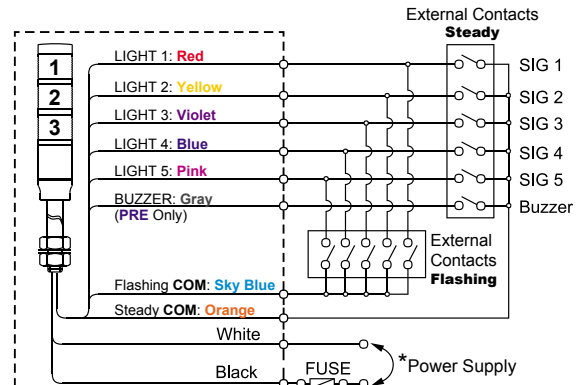 External Contacts
Steady
1
2
3
LIGHT 1: Red
LIGHT 2: Yellow
LIGHT 3: Violet
LIGHT 4: Blue
LIGHT 5: Pink
BUZZER: Gray
(PRE Only)
SIG 1
SIG 2
SIG 3
SIG 4
SIG 5
Buzzer
External
Contacts
Flashing
Flashing COM: Sky Blue
Steady COM: Orange
White
Black
FUSE
*Power Supply